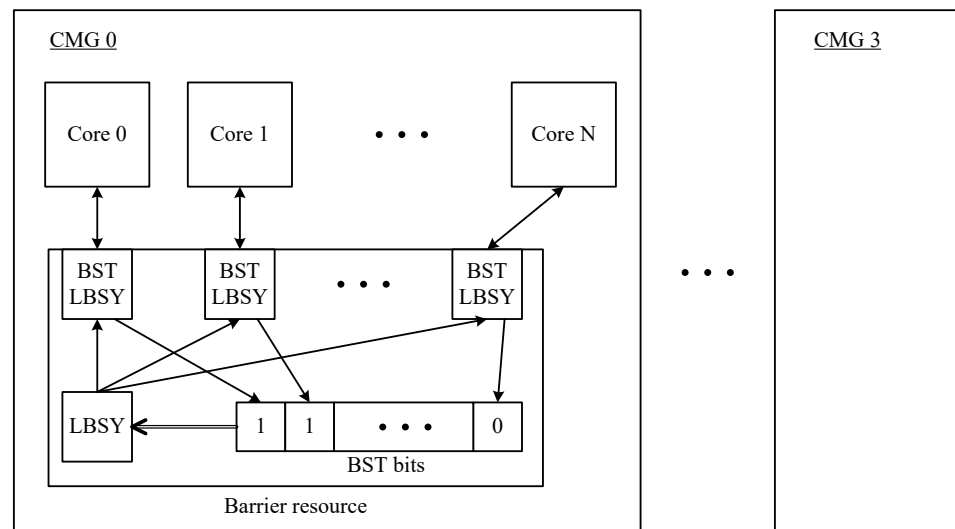 CMG 0
CMG 3
Core 0
Core 1
• • •
Core N
BST
LBSY
BST
LBSY
• • •
BST
LBSY
• • •
LBSY
1
1
• • •
0
BST bits
Barrier resource